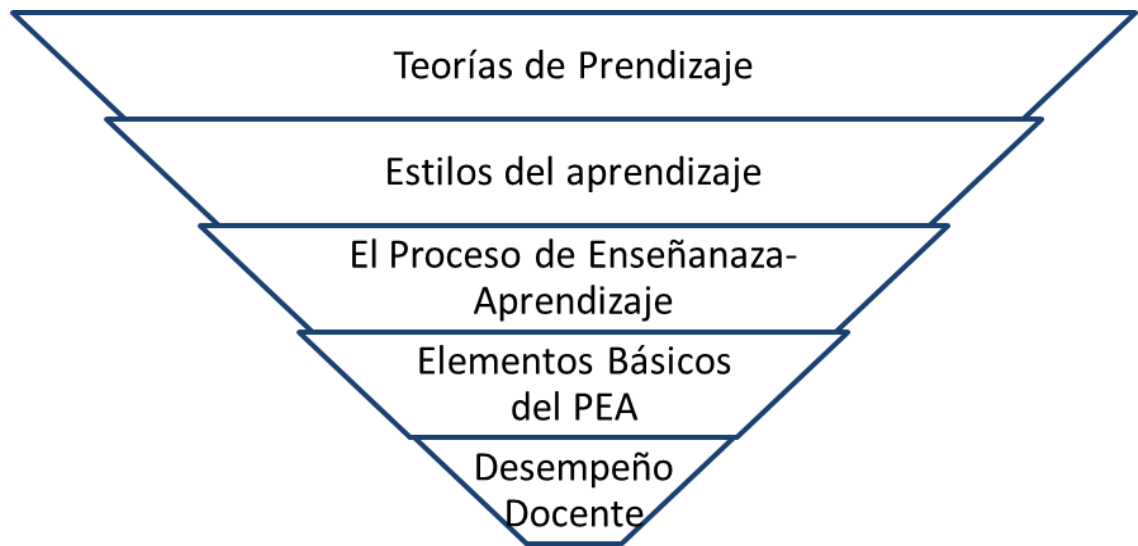 Teorías de Prendizaje
Estilos del aprendizaje
El Proceso de Enseñanaza-
Aprendizaje
Elementos Básicos
del PEA
Desempeño
Docente